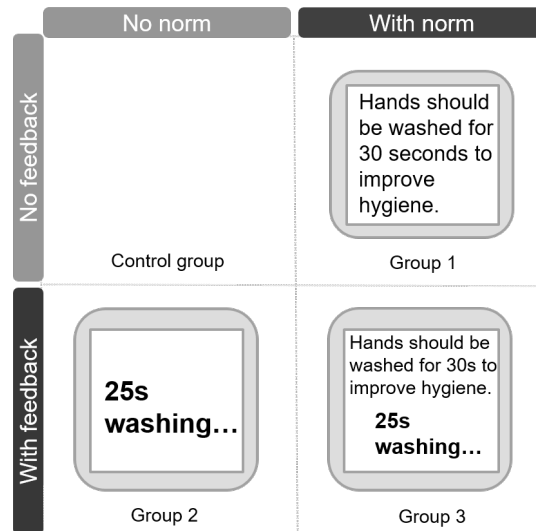 No norm
With norm
No feedback
Hands should
be washed for
30 seconds to
improve
hygiene.
Control group
Group 1
With feedback
25s
washing…
Hands should be
washed for 30s to
improve hygiene.
25s
washing…
Group 2
Group 3